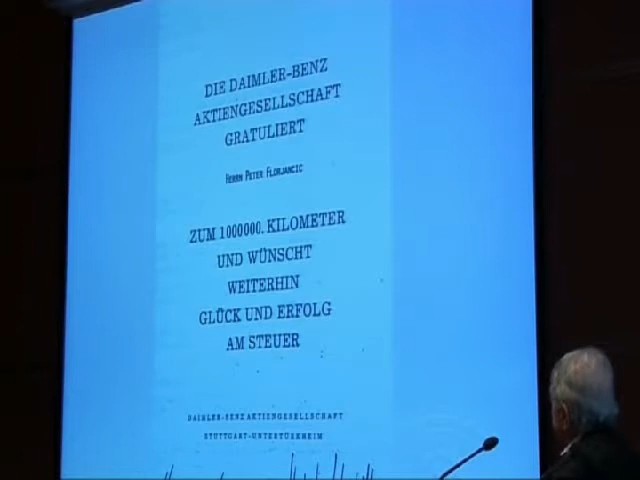 DIE DAIMLER-BENZ
AKTIENGESELLSCHAFT
GRATULIERT
HERRN PETER FLORJANCIC
ZUM 1000000. KILOMETER
UND WÜNSCHT
WEITERHIN
GLÜCK UND ERFOLG
AM STEUER
DAIMLER-BENZ AKTIENGESELLSCHAFT
STUTTGART-UNTERTÜRKHEIM